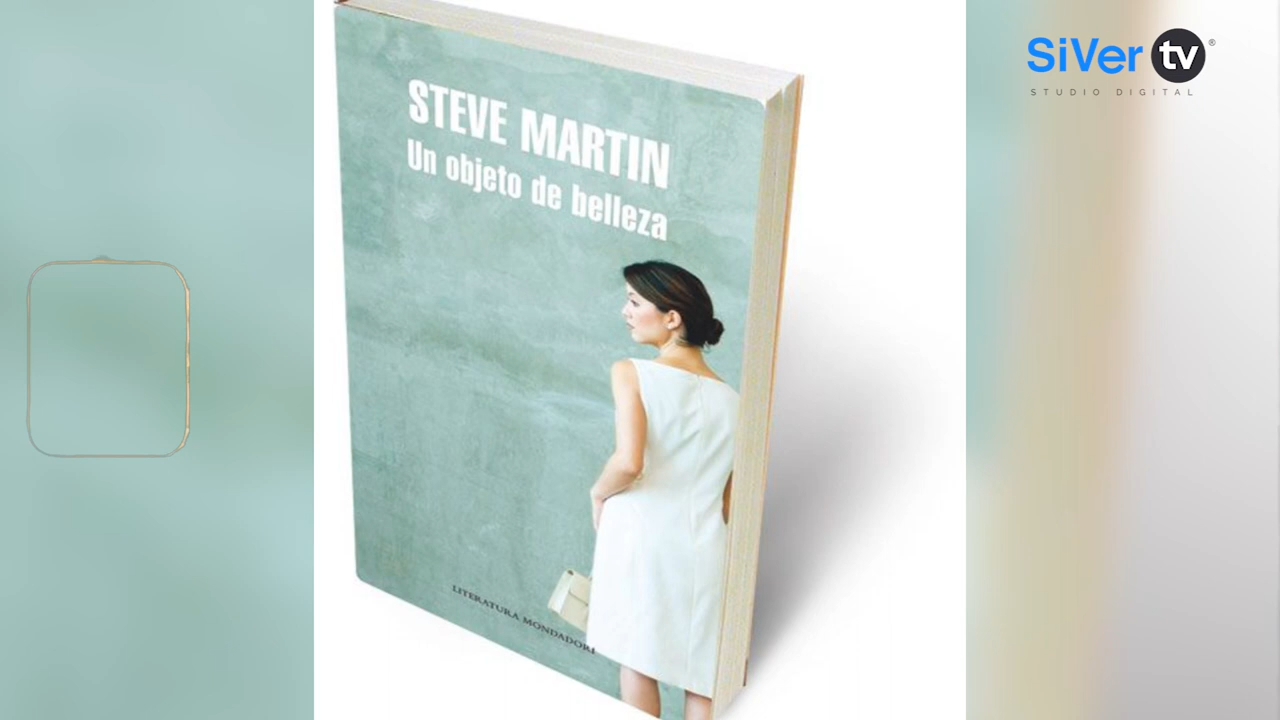 STEVE MARTIN
Un objeto de belleza
LITERATURA MONDADORI
SiVer tv®
STUDIO DIGITAL